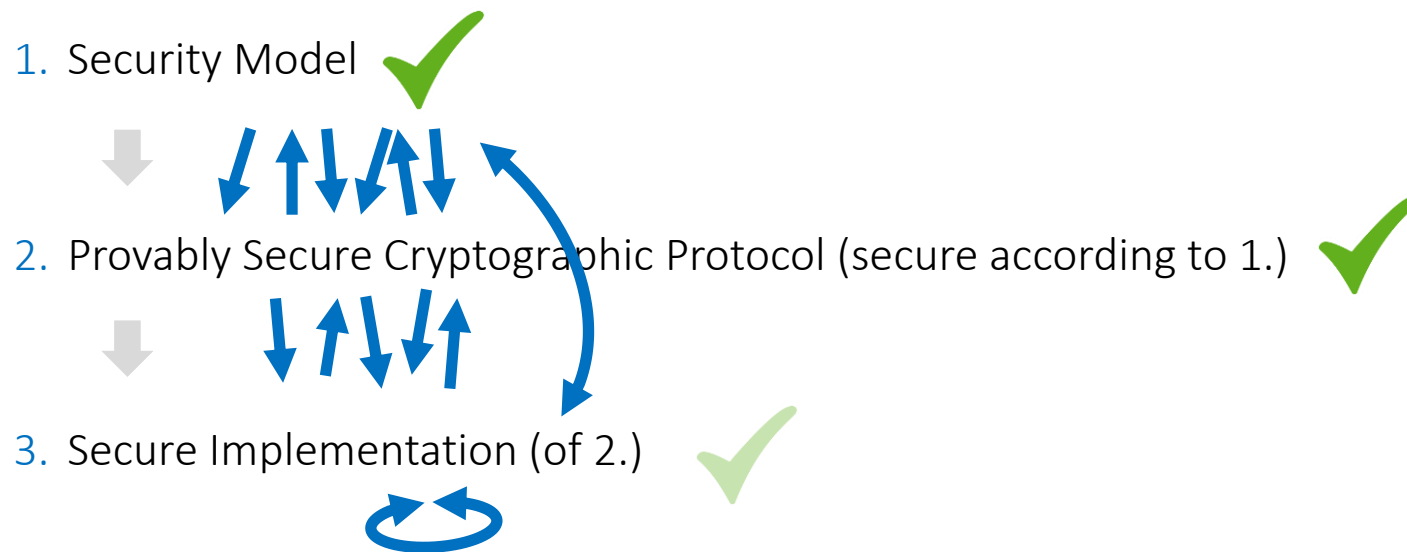 1. Security Model
2. Provably Secure Cryptographic Protocol (secure according to 1.)
3. Secure Implementation (of 2.)